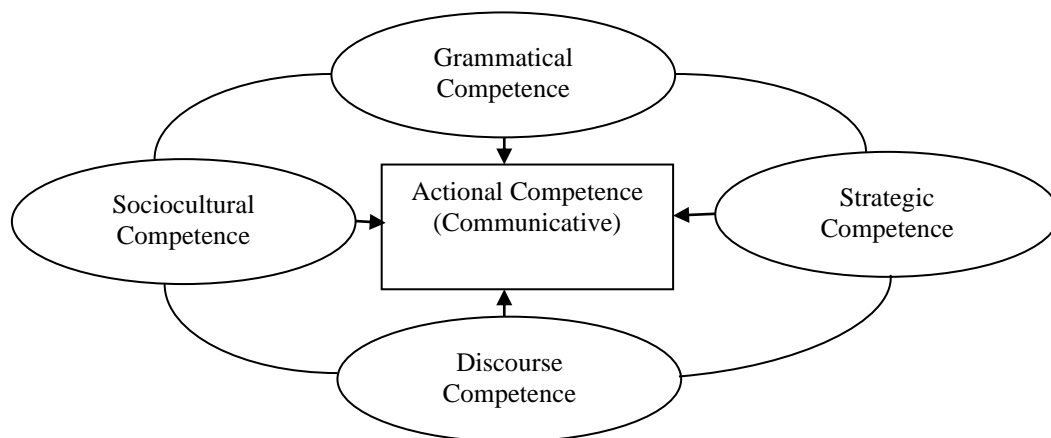 Grammatical
Competence
Sociocultural
Competence
Actional Competence
(Communicative)
Strategic
Competence
Discourse
Competence